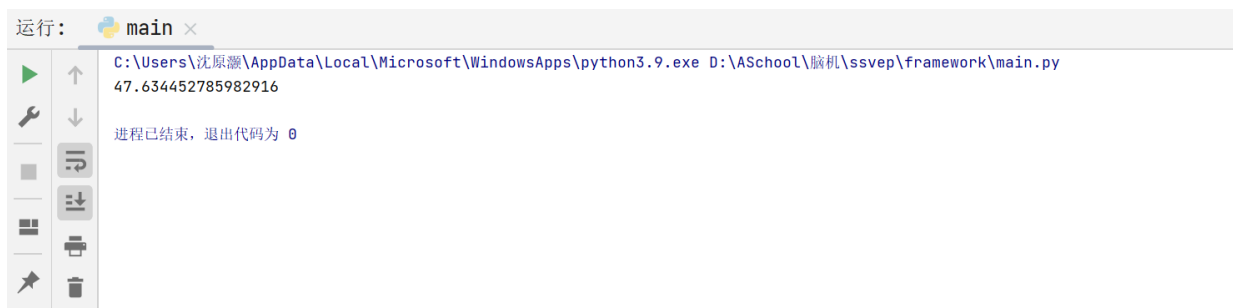 运行: main
C:\Users\沈原灏\AppData\Local\Microsoft\WindowsApps\python3.9.exe D:\ASchool\脑机\ssvep\framework\main.py
47.634452785982916
进程已结束，退出代码为 0